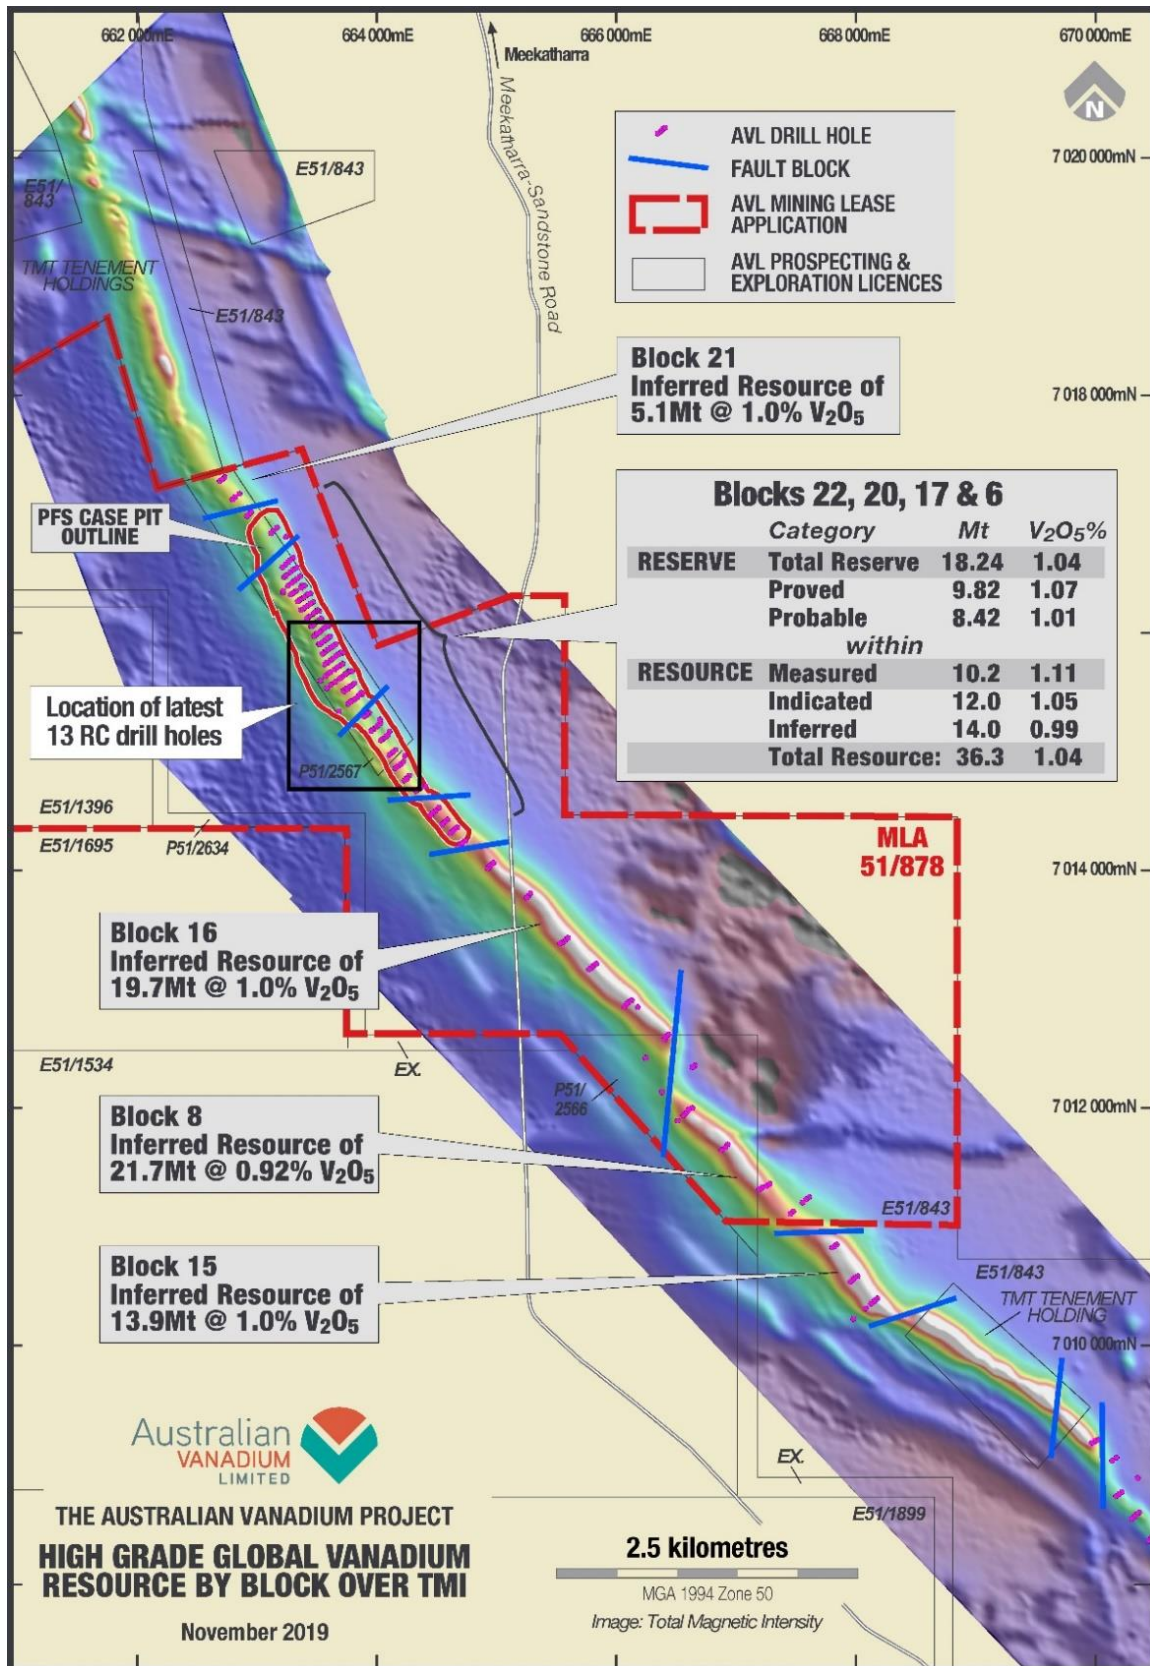 662 000mE
664 000mE
666 000mE
668 000mE
670 000mE
Meekatharra
Meekatharra-Sandstone Road
N
AVL DRILL HOLE
FAULT BLOCK
AVL MINING LEASE
APPLICATION
AVL PROSPECTING &
EXPLORATION LICENCES
7 020 000mN
E51/843
E51/
843
TMT TENEMENT
HOLDINGS
E51/843
Block 21
Inferred Resource of
5.1Mt @ 1.0% V₂O₅
7 018 000mN
PFS CASE PIT
OUTLINE
Blocks 22, 20, 17 & 6
Category Mt V₂O₅%
RESERVE Total Reserve 18.24 1.04
Proved 9.82 1.07
Probable 8.42 1.01
within
RESOURCE Measured 10.2 1.11
Indicated 12.0 1.05
Inferred 14.0 0.99
Total Resource: 36.3 1.04
Location of latest
13 RC drill holes
P51/2567
E51/1396
E51/1695
P51/2634
MLA
51/878
7 014 000mN
Block 16
Inferred Resource of
19.7Mt @ 1.0% V₂O₅
E51/1534
EX.
P51/
2566
7 012 000mN
Block 8
Inferred Resource of
21.7Mt @ 0.92% V₂O₅
E51/843
Block 15
Inferred Resource of
13.9Mt @ 1.0% V₂O₅
E51/843
TMT TENEMENT
HOLDING
7 010 000mN
Australian
VANADIUM
LIMITED
THE AUSTRALIAN VANADIUM PROJECT
HIGH GRADE GLOBAL VANADIUM
RESOURCE BY BLOCK OVER TMI
November 2019
EX.
E51/1899
2.5 kilometres
MGA 1994 Zone 50
Image: Total Magnetic Intensity